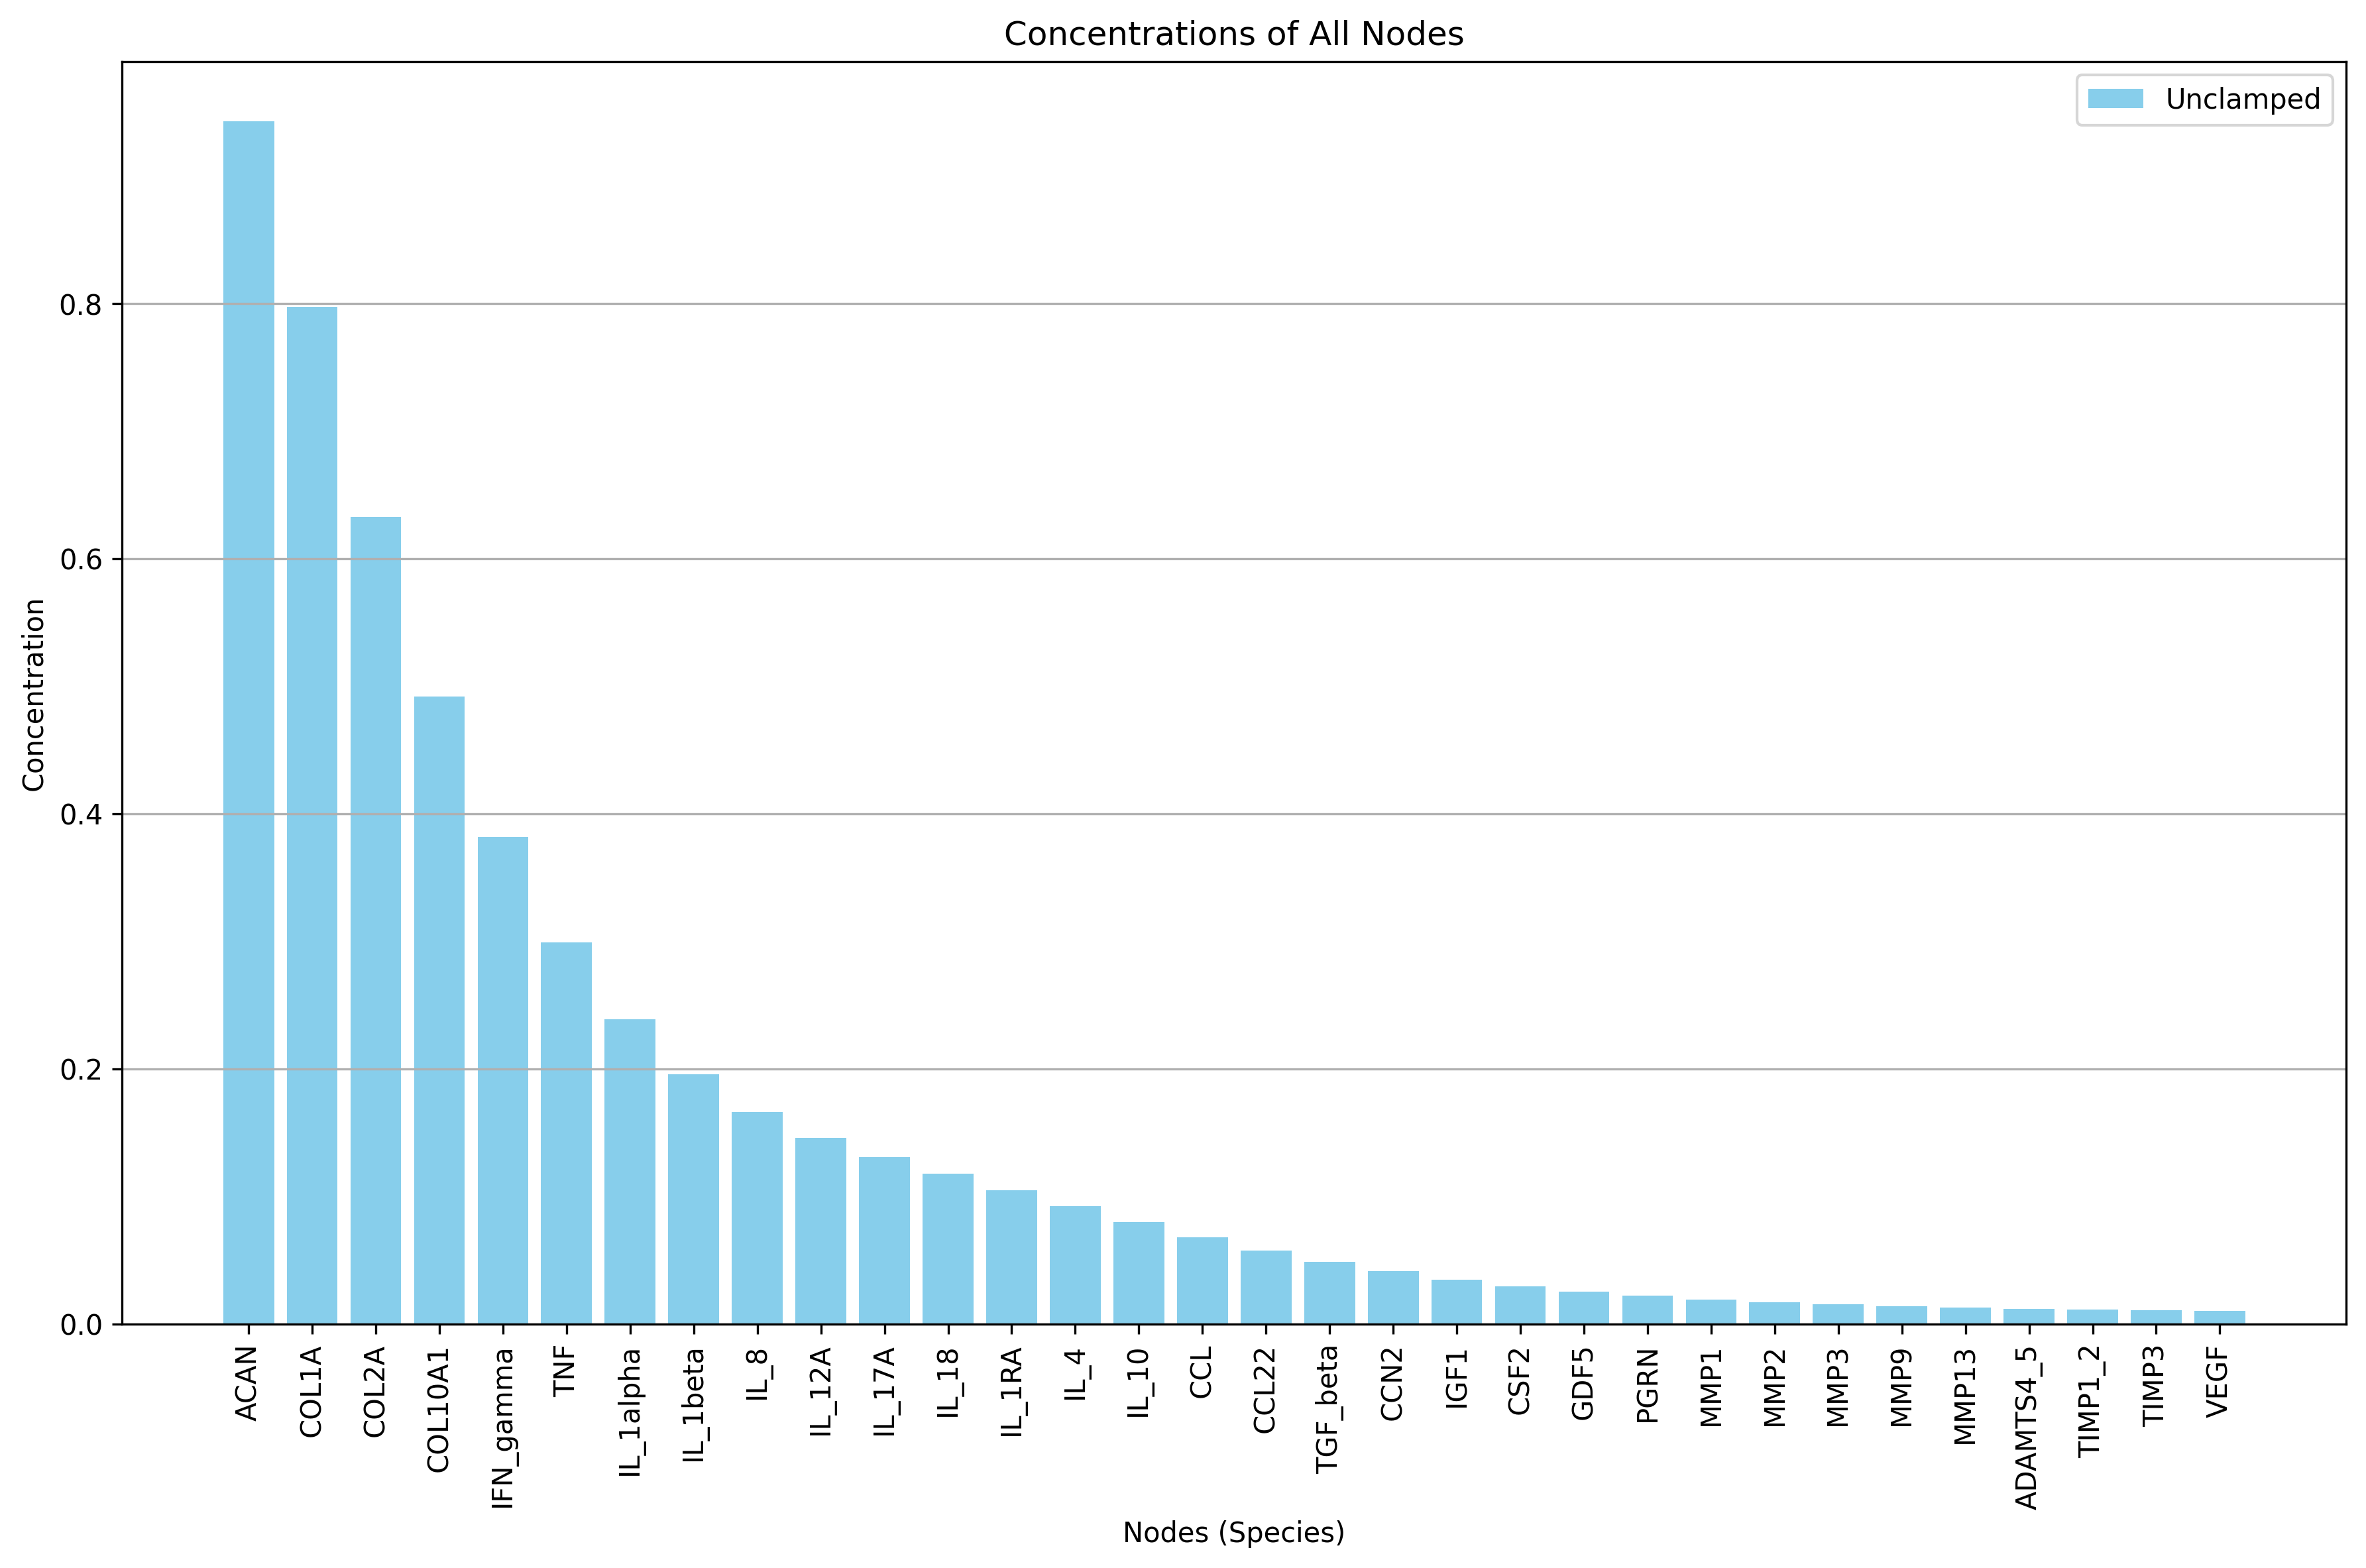 Concentrations of All Nodes
Unclamped
Concentration
0.8
0.6
0.4
0.2
0.0
ACAN
COL1A
COL2A
COL10A1
IFN_gamma
TNF
IL_1alpha
IL_1beta
IL_8
IL_12A
IL_17A
IL_18
IL_1RA
IL_4
IL_10
CCL
CCL22
TGF_beta
CCN2
IGF1
CSF2
GDF5
PGRN
MMP1
MMP2
MMP3
MMP9
MMP13
ADAMTS4_5
TIMP1_2
TIMP3
VEGF
Nodes (Species)